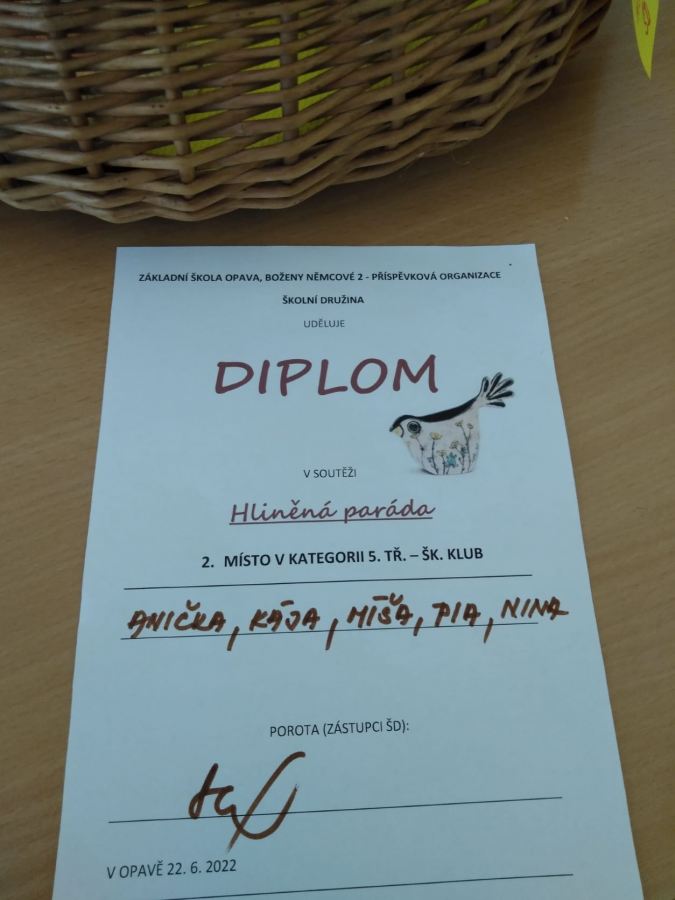 ZÁKLADNÍ ŠKOLA OPAVA, BOŽENY NĚMCOVÉ 2 - PŘÍSPĚVKOVÁ ORGANIZACE
ŠKOLNÍ DRUŽINA
UDĚLUJE
DIPLOM
V SOUTĚŽI
Hliněná paráda
2. MÍSTO V KATEGORII 5. TŘ. – ŠK. KLUB
ANIČKA, KÁJA, MÍŠA, PIA, NINA
POROTA (ZÁSTUPCI ŠD):
V OPAVĚ 22. 6. 2022